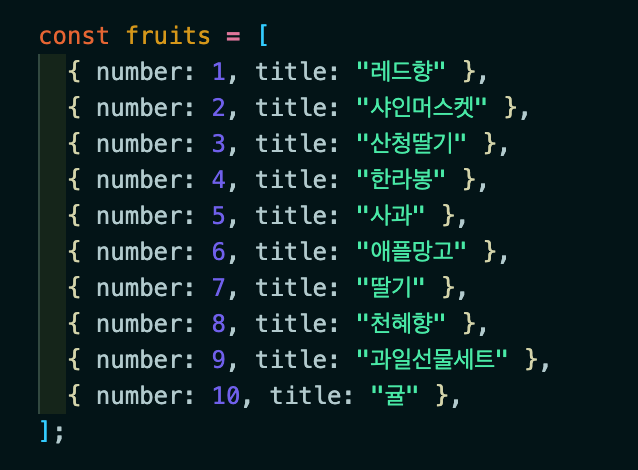 const fruits = [
{ number: 1, title: "레드향" },
{ number: 2, title: "샤인머스켓" },
{ number: 3, title: "산청딸기" },
{ number: 4, title: "한라봉" },
{ number: 5, title: "사과" },
{ number: 6, title: "애플망고" },
{ number: 7, title: "딸기" },
{ number: 8, title: "천혜향" },
{ number: 9, title: "과일선물세트" },
{ number: 10, title: "귤" },
];